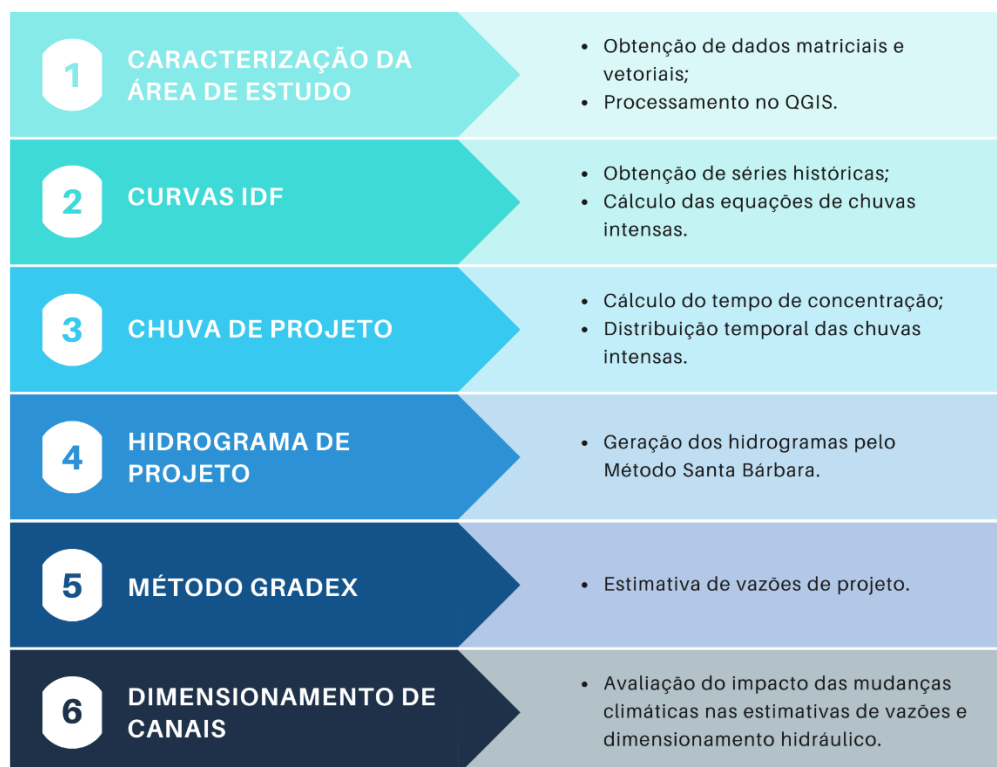 1
CARACTERIZAÇÃO DA
ÁREA DE ESTUDO
• Obtenção de dados matriciais e
vetoriais;
• Processamento no QGIS.
2
CURVAS IDF
• Obtenção de séries históricas;
• Cálculo das equações de chuvas
intensas.
3
CHUVA DE PROJETO
• Cálculo do tempo de concentração;
• Distribuição temporal das chuvas
intensas.
4
HIDROGRAMA DE
PROJETO
• Geração dos hidrogramas pelo
Método Santa Bárbara.
5
MÉTODO GRADEX
• Estimativa de vazões de projeto.
6
DIMENSIONAMENTO DE
CANAIS
• Avaliação do impacto das mudanças
climáticas nas estimativas de vazões e
dimensionamento hidráulico.